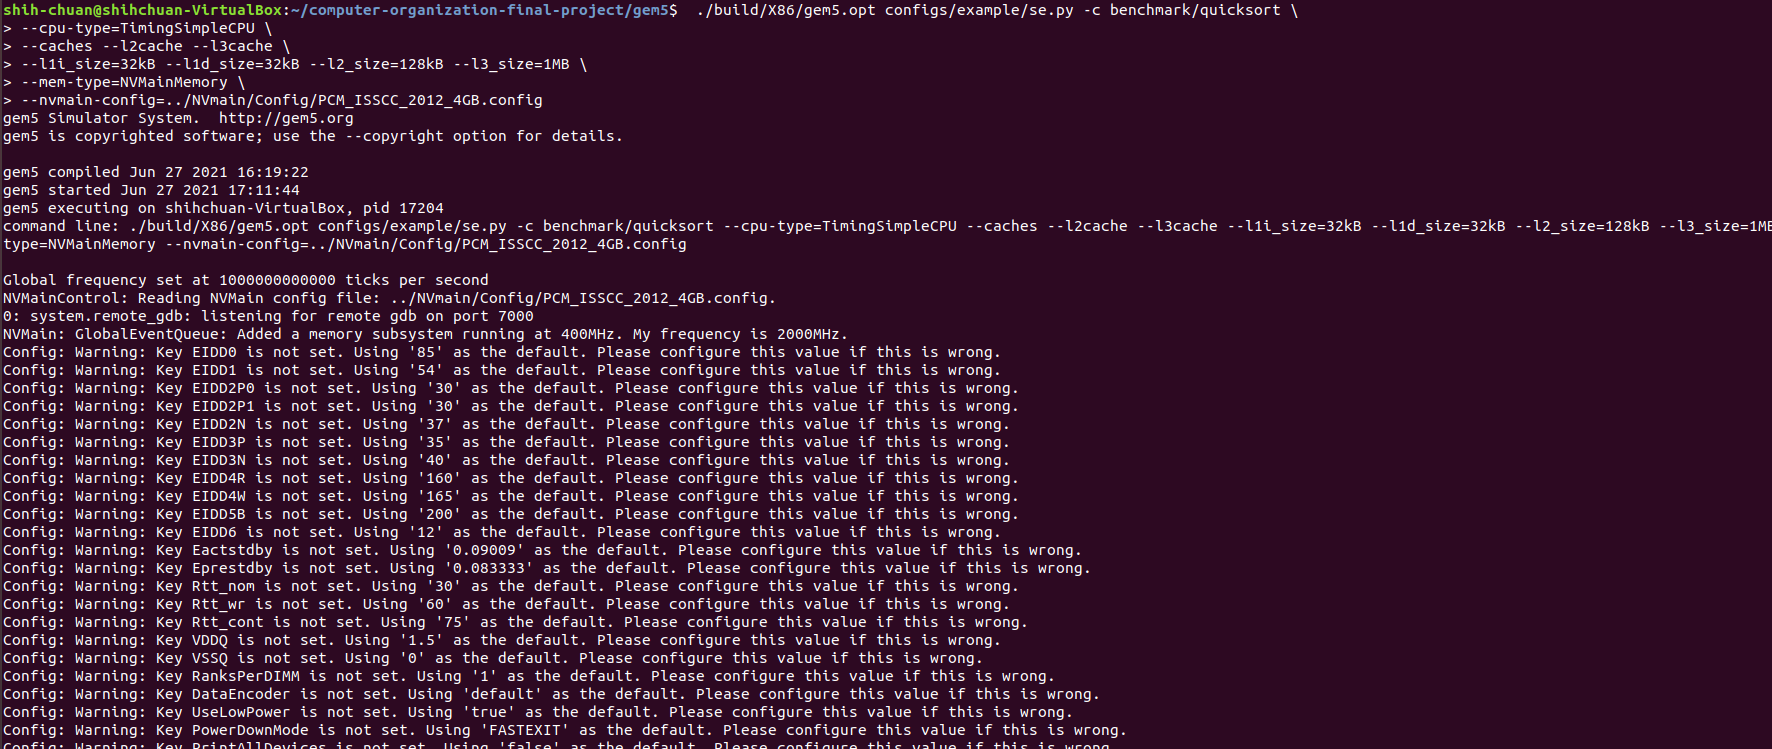 shih-chuan@shihchuan-VirtualBox:~/computer-organization-final-project/gem5$ ./build/X86/gem5.opt configs/example/se.py -c benchmark/quicksort \
> --cpu-type=TimingSimpleCPU \
> --caches --l2cache --l3cache \
> --l1i_size=32kB --l1d_size=32kB --l2_size=128kB --l3_size=1MB \
> --mem-type=NVMainMemory \
> --nvmain-config=../NVmain/Config/PCM_ISSCC_2012_4GB.config
gem5 Simulator System.  http://gem5.org
gem5 is copyrighted software; use the --copyright option for details.

gem5 compiled Jun 27 2021 16:19:22
gem5 started Jun 27 2021 17:11:44
gem5 executing on shihchuan-VirtualBox, pid 17204
command line: ./build/X86/gem5.opt configs/example/se.py -c benchmark/quicksort --cpu-type=TimingSimpleCPU --caches --l2cache --l3cache --l1i_size=32kB --l1d_size=32kB --l2_size=128kB --l3_size=1MB
type=NVMainMemory --nvmain-config=../NVmain/Config/PCM_ISSCC_2012_4GB.config

Global frequency set at 1000000000000 ticks per second
NVMainControl: Reading NVMain config file: ../NVmain/Config/PCM_ISSCC_2012_4GB.config.
0: system.remote_gdb: listening for remote gdb on port 7000
NVMain: GlobalEventQueue: Added a memory subsystem running at 400MHz. My frequency is 2000MHz.
Config: Warning: Key EIDD0 is not set. Using '85' as the default. Please configure this value if this is wrong.
Config: Warning: Key EIDD1 is not set. Using '54' as the default. Please configure this value if this is wrong.
Config: Warning: Key EIDD2P0 is not set. Using '30' as the default. Please configure this value if this is wrong.
Config: Warning: Key EIDD2P1 is not set. Using '30' as the default. Please configure this value if this is wrong.
Config: Warning: Key EIDD2N is not set. Using '37' as the default. Please configure this value if this is wrong.
Config: Warning: Key EIDD3P is not set. Using '35' as the default. Please configure this value if this is wrong.
Config: Warning: Key EIDD3N is not set. Using '40' as the default. Please configure this value if this is wrong.
Config: Warning: Key EIDD4R is not set. Using '160' as the default. Please configure this value if this is wrong.
Config: Warning: Key EIDD4W is not set. Using '165' as the default. Please configure this value if this is wrong.
Config: Warning: Key EIDD5B is not set. Using '200' as the default. Please configure this value if this is wrong.
Config: Warning: Key EIDD6 is not set. Using '12' as the default. Please configure this value if this is wrong.
Config: Warning: Key Eactstdby is not set. Using '0.09009' as the default. Please configure this value if this is wrong.
Config: Warning: Key Eprestdby is not set. Using '0.083333' as the default. Please configure this value if this is wrong.
Config: Warning: Key Rtt_nom is not set. Using '30' as the default. Please configure this value if this is wrong.
Config: Warning: Key Rtt_wr is not set. Using '60' as the default. Please configure this value if this is wrong.
Config: Warning: Key Rtt_cont is not set. Using '75' as the default. Please configure this value if this is wrong.
Config: Warning: Key VDDQ is not set. Using '1.5' as the default. Please configure this value if this is wrong.
Config: Warning: Key VSSQ is not set. Using '0' as the default. Please configure this value if this is wrong.
Config: Warning: Key RanksPerDIMM is not set. Using '1' as the default. Please configure this value if this is wrong.
Config: Warning: Key DataEncoder is not set. Using 'default' as the default. Please configure this value if this is wrong.
Config: Warning: Key UseLowPower is not set. Using 'true' as the default. Please configure this value if this is wrong.
Config: Warning: Key PowerDownMode is not set. Using 'FASTEXIT' as the default. Please configure this value if this is wrong.
Config: Warning: Key PrintAllDevices is not set. Using 'false' as the default. Please configure this value if this is wrong.